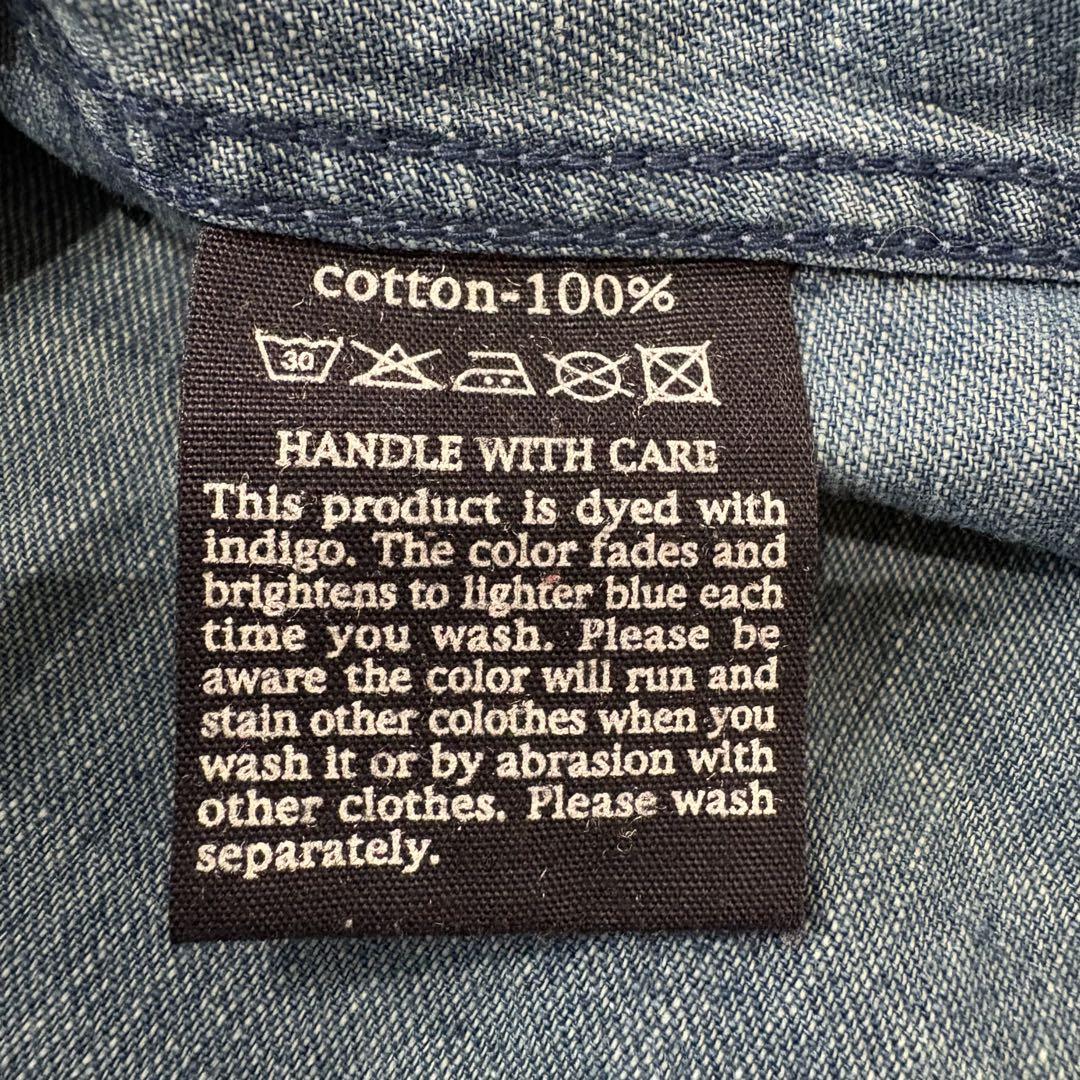 cotton-100%
30
HANDLE WITH CARE
This product is dyed with
indigo. The color fades and
brightens to lighter blue each
time you wash. Please be
aware the color will run and
stain other colothes when you
wash it or by abrasion with
other clothes. Please wash
separately.